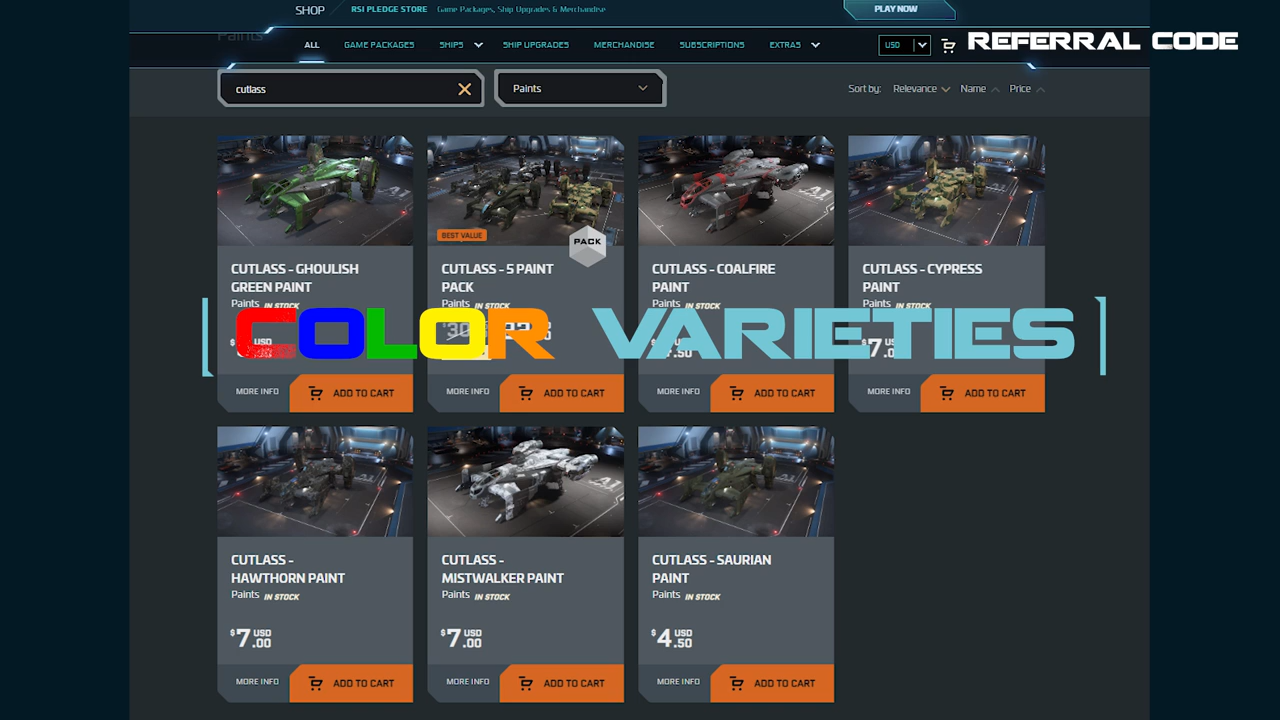 SHOP
RSI PLEDGE STORE
Game Packages, Ship Upgrades & Merchandise
PLAY NOW
Paints
ALL
GAME PACKAGES
SHIPS
SHIP UPGRADES
MERCHANDISE
SUBSCRIPTIONS
EXTRAS
USD
REFERRAL CODE
cutlass
Paints
Sort by:
Relevance
Name
Price
BEST VALUE
PACK
CUTLASS - GHOULISH
GREEN PAINT
Paints IN STOCK
CUTLASS - 5 PAINT
PACK
Paints IN STOCK
CUTLASS - COALFIRE
PAINT
Paints IN STOCK
CUTLASS - CYPRESS
PAINT
Paints IN STOCK
COLOR VARIETIES
MORE INFO
ADD TO CART
MORE INFO
ADD TO CART
MORE INFO
ADD TO CART
MORE INFO
ADD TO CART
CUTLASS -
HAWTHORN PAINT
Paints IN STOCK
$7.00 USD
CUTLASS -
MISTWALKER PAINT
Paints IN STOCK
$7.00 USD
CUTLASS - SAURIAN
PAINT
Paints IN STOCK
$4.50 USD
MORE INFO
ADD TO CART
MORE INFO
ADD TO CART
MORE INFO
ADD TO CART